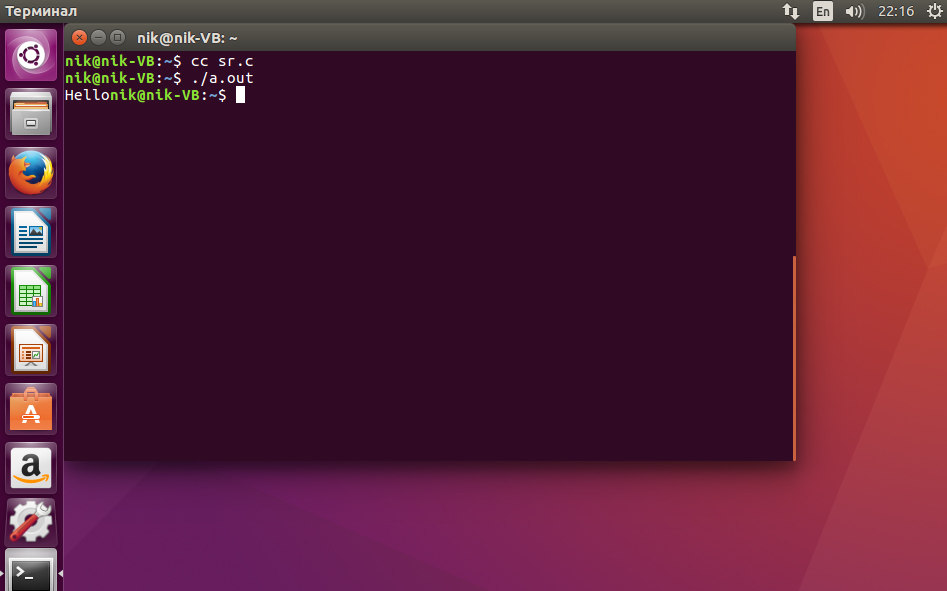 Терминал
En
22:16
nik@nik-VB: ~
nik@nik-VB:~$ cc sr.c
nik@nik-VB:~$ ./a.out
Hellonik@nik-VB:~$
A
a
>_